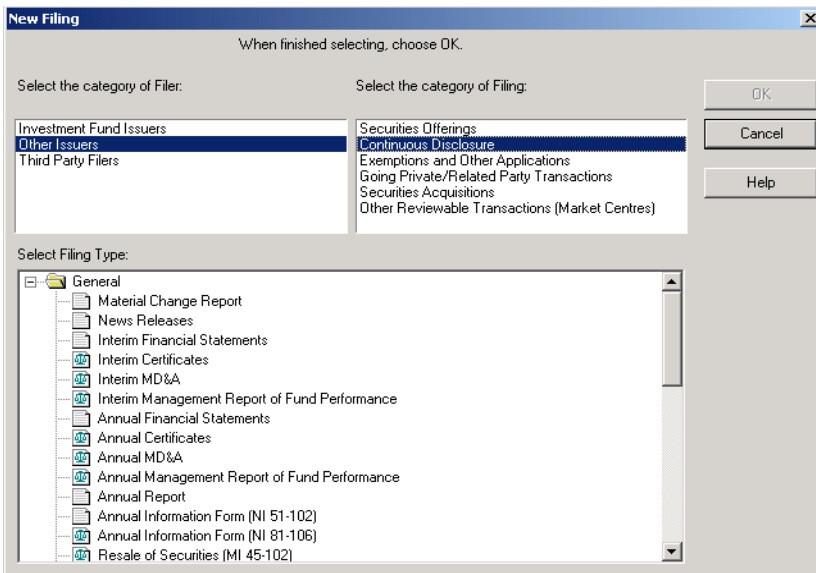 New Filing
When finished selecting, choose OK.
Select the category of Filer:
Select the category of Filing:
Investment Fund Issuers
Other Issuers
Third Party Filers
Securities Offerings
Continuous Disclosure
Exemptions and Other Applications
Going Private/Related Party Transactions
Securities Acquisitions
Other Reviewable Transactions (Market Centres)
OK
Cancel
Help
Select Filing Type:
General
Material Change Report
News Releases
Interim Financial Statements
Interim Certificates
Interim MD&A
Interim Management Report of Fund Performance
Annual Financial Statements
Annual Certificates
Annual MD&A
Annual Management Report of Fund Performance
Annual Report
Annual Information Form (NI 51-102)
Annual Information Form (NI 81-106)
Resale of Securities (MI 45-102)